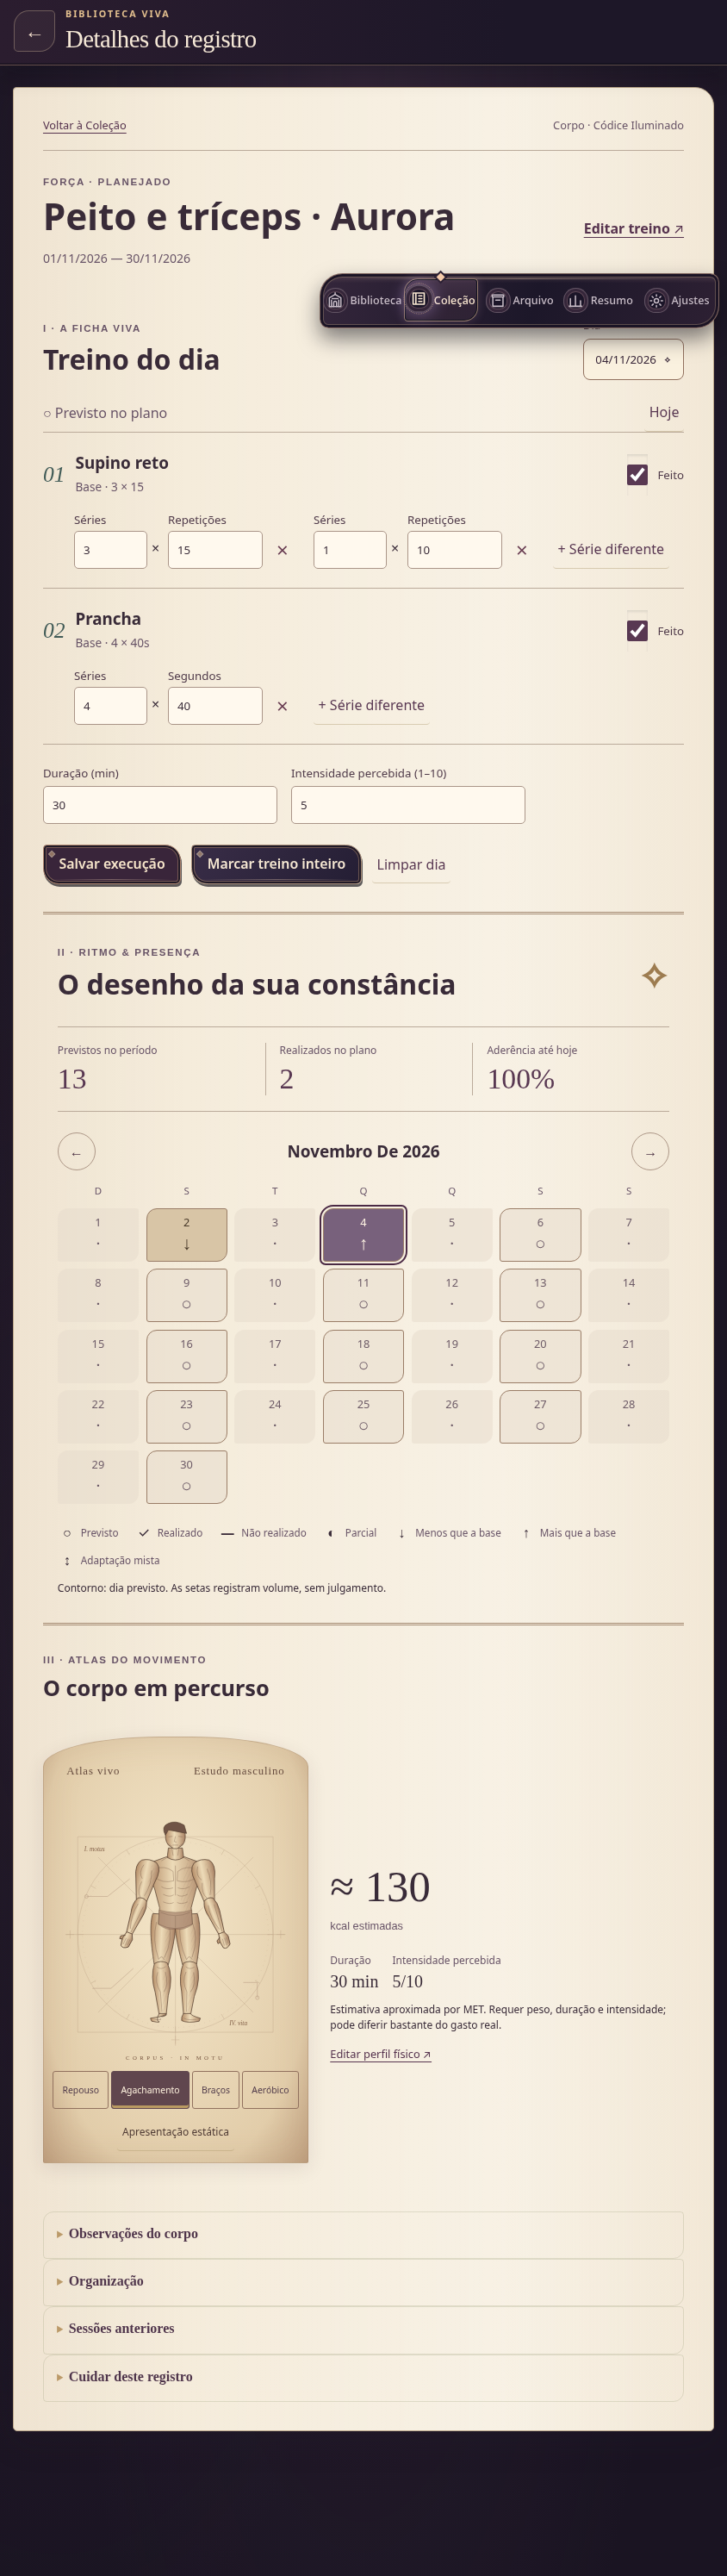 BIBLIOTECA VIVA
← Detalhes do registro
Voltar à Coleção Corpo · Códice Iluminado
FORÇA · PLANEJADO
Peito e tríceps · Aurora
Editar treino ↗
01/11/2026 — 30/11/2026
Biblioteca Coleção Arquivo Resumo Ajustes
I · A FICHA VIVA
Treino do dia
04/11/2026
○ Previsto no plano Hoje
01 Supino reto
Base · 3 × 15
Feito
Séries Repetições Séries Repetições
3 × 15 × 1 × 10 × + Série diferente
02 Prancha
Base · 4 × 40s
Feito
Séries Segundos
4 × 40 × + Série diferente
Duração (min) Intensidade percebida (1–10)
30 5
Salvar execução Marcar treino inteiro Limpar dia
II · RITMO & PRESENÇA
O desenho da sua constância
Previstos no período Realizados no plano Aderência até hoje
13 2 100%
← Novembro De 2026 →
D S T Q Q S S
1 2 3 4 5 6 7
· ↓ · ↑ · ○ ·
8 9 10 11 12 13 14
· ○ · ○ · ○ ·
15 16 17 18 19 20 21
· ○ · ○ · ○ ·
22 23 24 25 26 27 28
· ○ · ○ · ○ ·
29 30
· ○
○ Previsto ✓ Realizado — Não realizado ◖ Parcial ↓ Menos que a base ↑ Mais que a base
↕ Adaptação mista
Contorno: dia previsto. As setas registram volume, sem julgamento.
III · ATLAS DO MOVIMENTO
O corpo em percurso
Atlas vivo Estudo masculino
I. motus
IV. vita
CORPUS · IN MOTU
Repouso Agachamento Braços Aeróbico
Apresentação estática
≈ 130
kcal estimadas
Duração Intensidade percebida
30 min 5/10
Estimativa aproximada por MET. Requer peso, duração e intensidade;
pode diferir bastante do gasto real.
Editar perfil físico ↗
▸ Observações do corpo
▸ Organização
▸ Sessões anteriores
▸ Cuidar deste registro